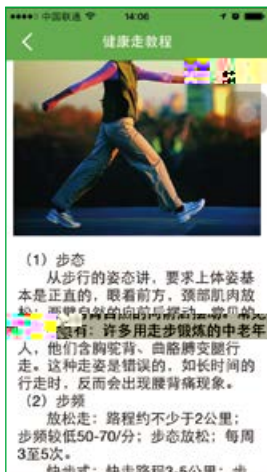 中国联通
14:06
健康走教程
（1）步态
从步行的姿态讲，要求上体姿基
本是正直的，眼看前方，颈部肌肉放
有：许多用走步锻炼的中老年
人，他们含胸驼背、曲胳膊变腿行
走。这种走姿是错误的，如长时间的
行走时，反而会出现腰背痛现象。
（2）步频
放松走：路程约不少于2公里；
步频较低50-70/分；步态放松；每周
3至5次。